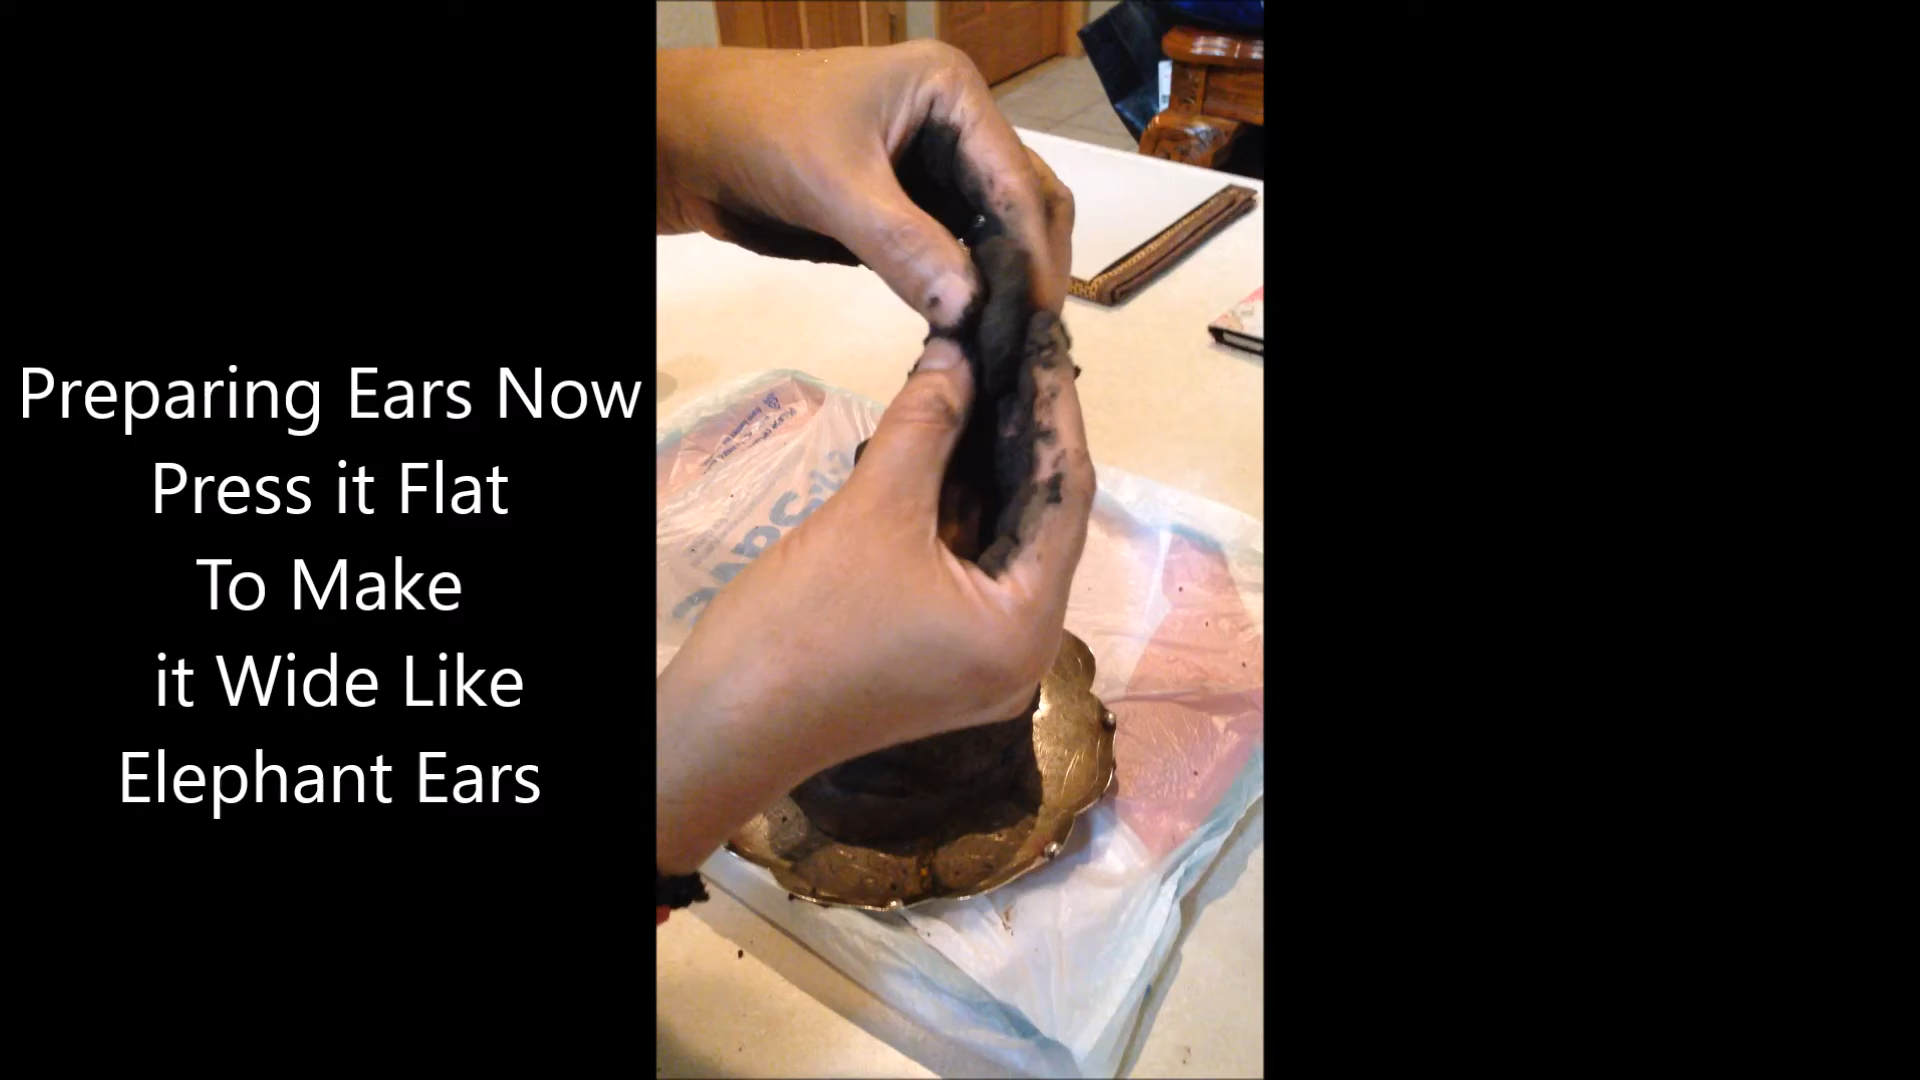 Preparing Ears Now
Press it Flat
To Make
it Wide Like
Elephant Ears